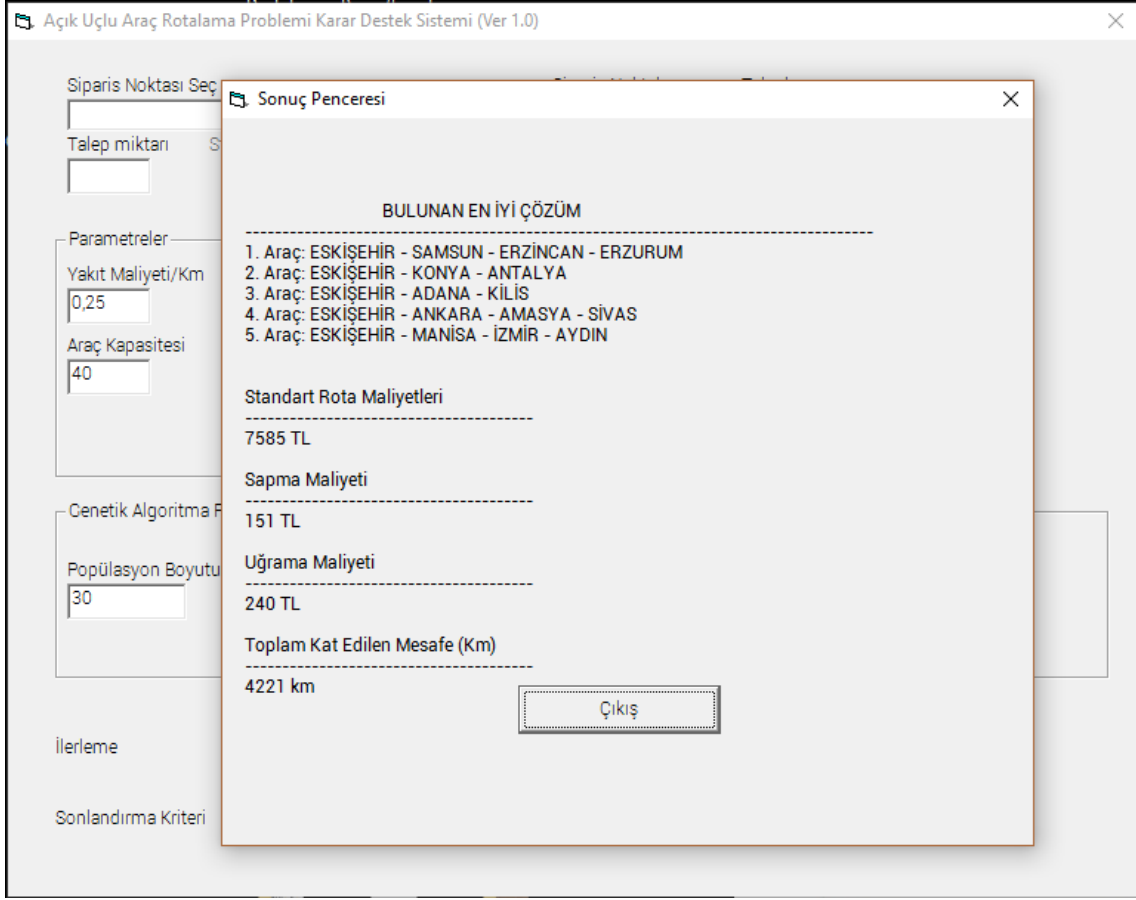 Açık Uçlu Araç Rotalama Problemi Karar Destek Sistemi (Ver 1.0)
Siparis Noktası Seç
Talep miktarı
Parametreler
Yakıt Maliyeti/Km
0,25
Araç Kapasitesi
40
Genetik Algoritma
Popülasyon Boyutu
30
İlerleme
Sonlandırma Kriteri
Sonuç Penceresi
BULUNAN EN İYİ ÇÖZÜM
-------------------------------------------------------------------------------------
1. Araç: ESKİŞEHİR - SAMSUN - ERZİNCAN - ERZURUM
2. Araç: ESKİŞEHİR - KONYA - ANTALYA
3. Araç: ESKİŞEHİR - ADANA - KİLİS
4. Araç: ESKİŞEHİR - ANKARA - AMASYA - SİVAS
5. Araç: ESKİŞEHİR - MANİSA - İZMİR - AYDIN
Standart Rota Maliyetleri
---------------------------------------
7585 TL
Sapma Maliyeti
---------------------------------------
151 TL
Uğrama Maliyeti
---------------------------------------
240 TL
Toplam Kat Edilen Mesafe (Km)
---------------------------------------
4221 km
Çıkış